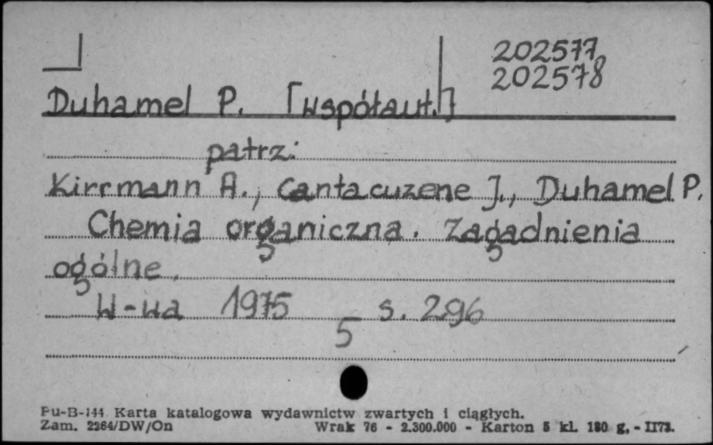 202577,
202578
Duhamel P. [współaut.]
patrz:
Kirrmann A., Cantacuzene J., Duhamel P.
Chemia organiczna. Zagadnienia
ogólne.
W-wa 1975 s. 296
5
Pu-B-144 Karta katalogowa wydawnictw zwartych i ciągłych.
Zam. 2264/DW/On Wrak 76 - 2.300.000 - Karton 5 kl. 180 g. - II73.